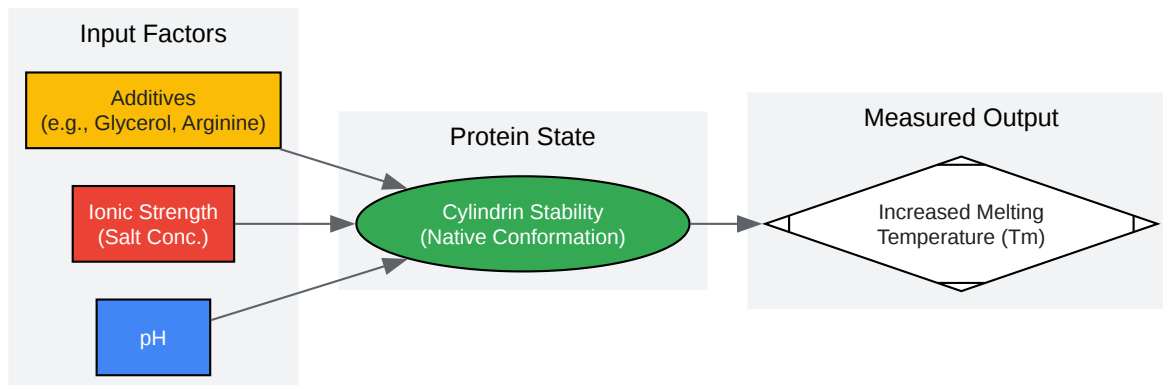 Input Factors
Additives
(e.g., Glycerol, Arginine)
Ionic Strength
(Salt Conc.)
pH
Protein State
Cylindrin Stability
(Native Conformation)
Measured Output
Increased Melting
Temperature (Tm)